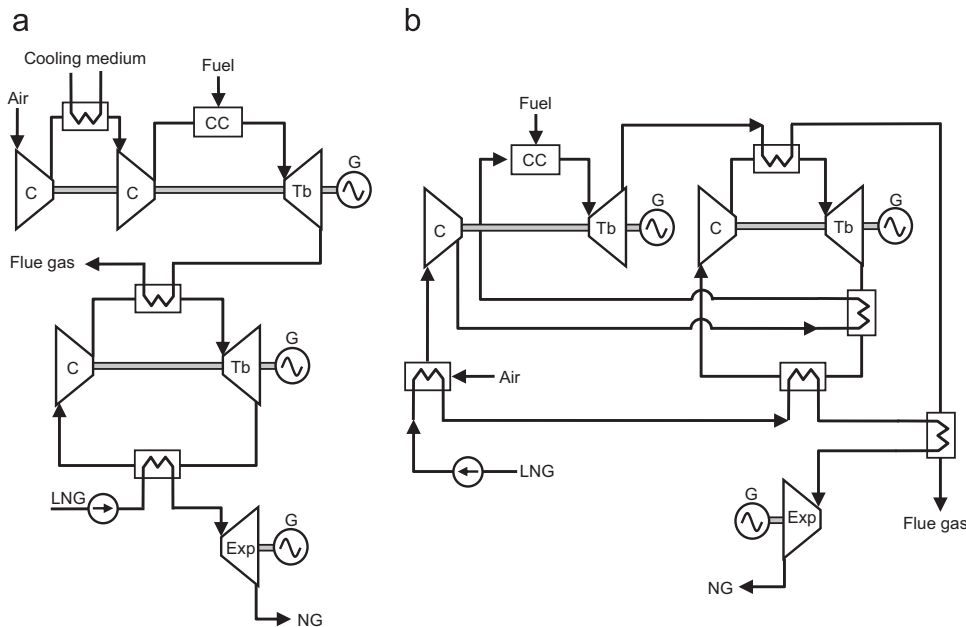 a
Cooling medium
Fuel
Air
CC
C
C
Tb
G
Flue gas
C
Tb
G
LNG
Exp
G
NG
b
Fuel
CC
C
Tb
G
C
Tb
G
Air
LNG
G
Exp
Flue gas
NG